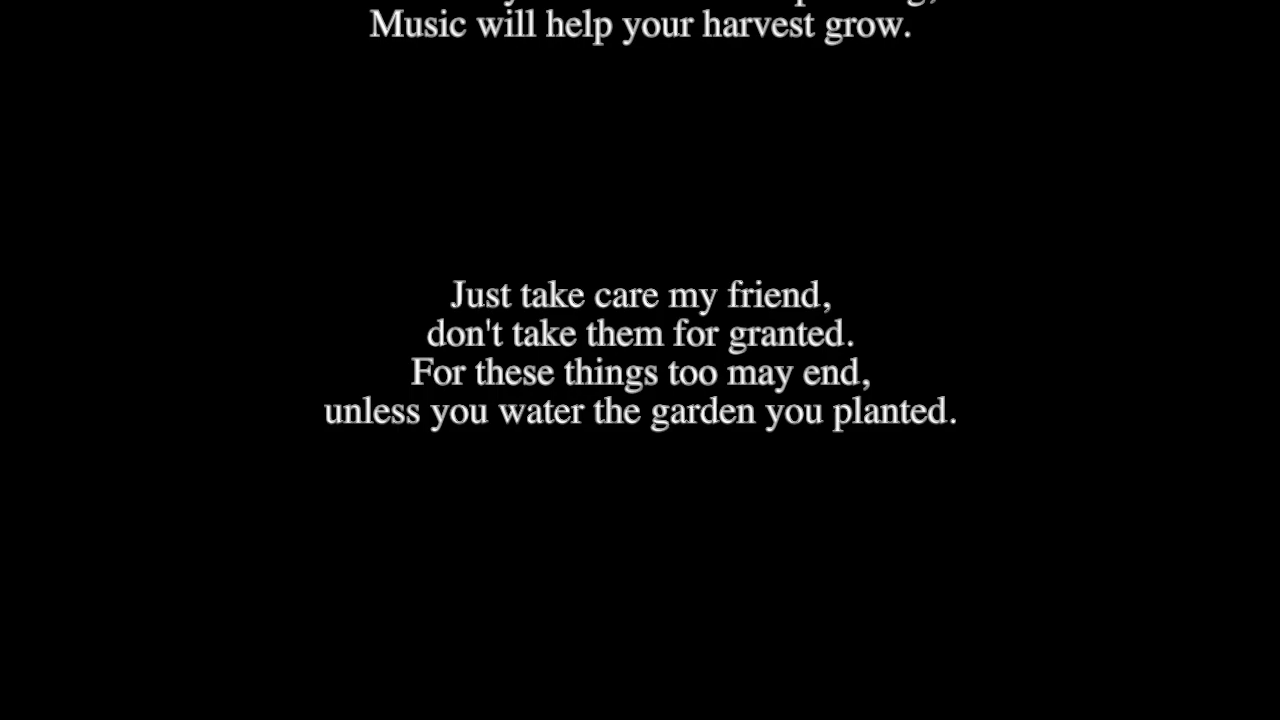 Music will help your harvest grow.
Just take care my friend,
don't take them for granted.
For these things too may end,
unless you water the garden you planted.